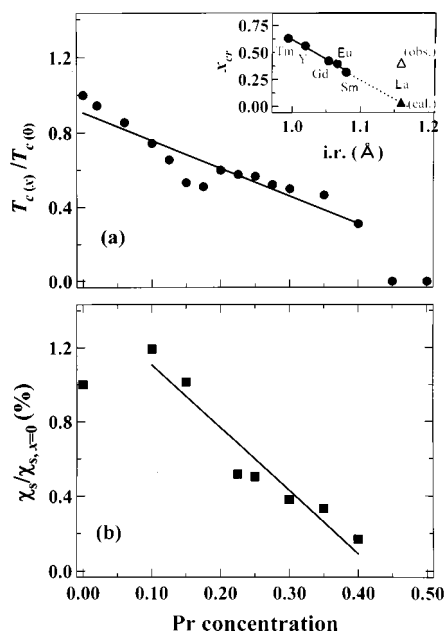 1.2
0.8
0.4
0.0
T_c (x) / T_c (0)
(a)
0.75
0.50
0.25
0.00
x_cr
Tm
Y
Gd
Eu
Sm
La
(obs.)
(cal.)
1.0
1.1
1.2
i.r. (Å)
1.2
0.8
0.4
0.0
χ_s/χ_s, x=0 (%)
(b)
0.00
0.10
0.20
0.30
0.40
0.50
Pr concentration